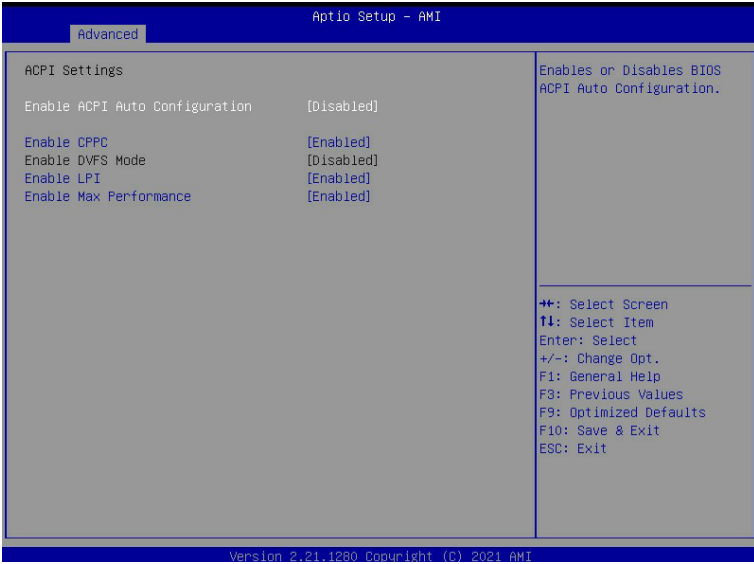 Aptio Setup – AMI
Advanced
ACPI Settings
Enable ACPI Auto Configuration [Disabled]
Enable CPPC [Enabled]
Enable DVFS Mode [Disabled]
Enable LPI [Enabled]
Enable Max Performance [Enabled]
Enables or Disables BIOS
ACPI Auto Configuration.
→←: Select Screen
↑↓: Select Item
Enter: Select
+/-: Change Opt.
F1: General Help
F3: Previous Values
F9: Optimized Defaults
F10: Save & Exit
ESC: Exit
Version 2.21.1280 Copyright (C) 2021 AMI